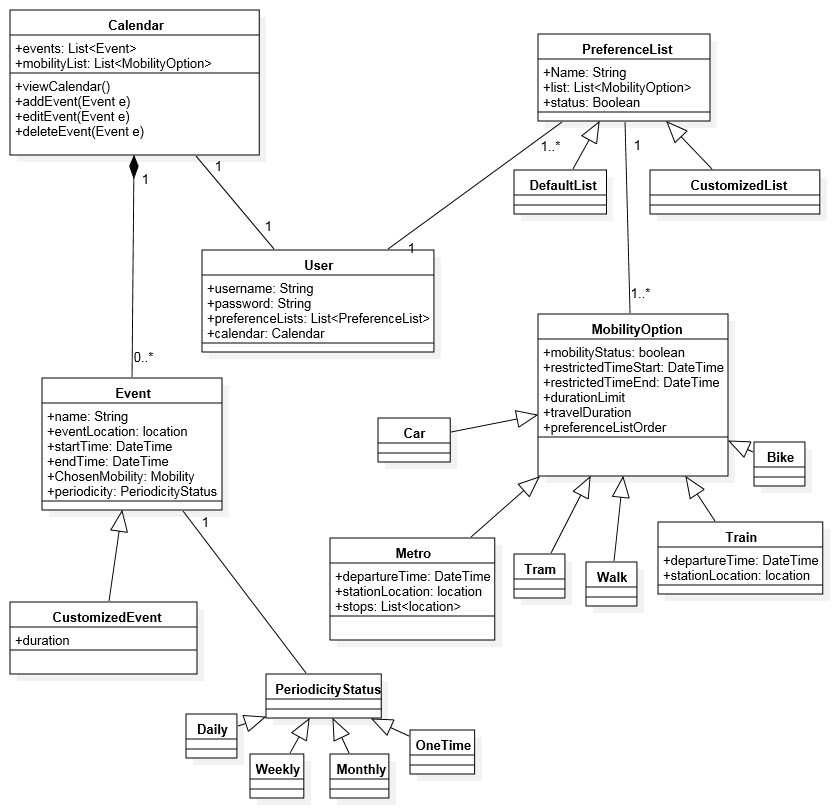 Calendar
+events: List<Event>
+mobilityList: List<MobilityOption>
+viewCalendar()
+addEvent(Event e)
+editEvent(Event e)
+deleteEvent(Event e)
1
1
1
0..*
PreferenceList
+Name: String
+list: List<MobilityOption>
+status: Boolean
1..*
1
1
1..*
DefaultList
CustomizedList
User
+username: String
+password: String
+preferenceLists: List<PreferenceList>
+calendar: Calendar
MobilityOption
+mobilityStatus: boolean
+restrictedTimeStart: DateTime
+restrictedTimeEnd: DateTime
+durationLimit
+travelDuration
+preferenceListOrder
Event
+name: String
+eventLocation: location
+startTime: DateTime
+endTime: DateTime
+ChosenMobility: Mobility
+periodicity: PeriodicityStatus
1
Car
Bike
Metro
+departureTime: DateTime
+stationLocation: location
+stops: List<location>
Tram
Walk
Train
+departureTime: DateTime
+stationLocation: location
CustomizedEvent
+duration
PeriodicityStatus
Daily
Weekly
Monthly
OneTime